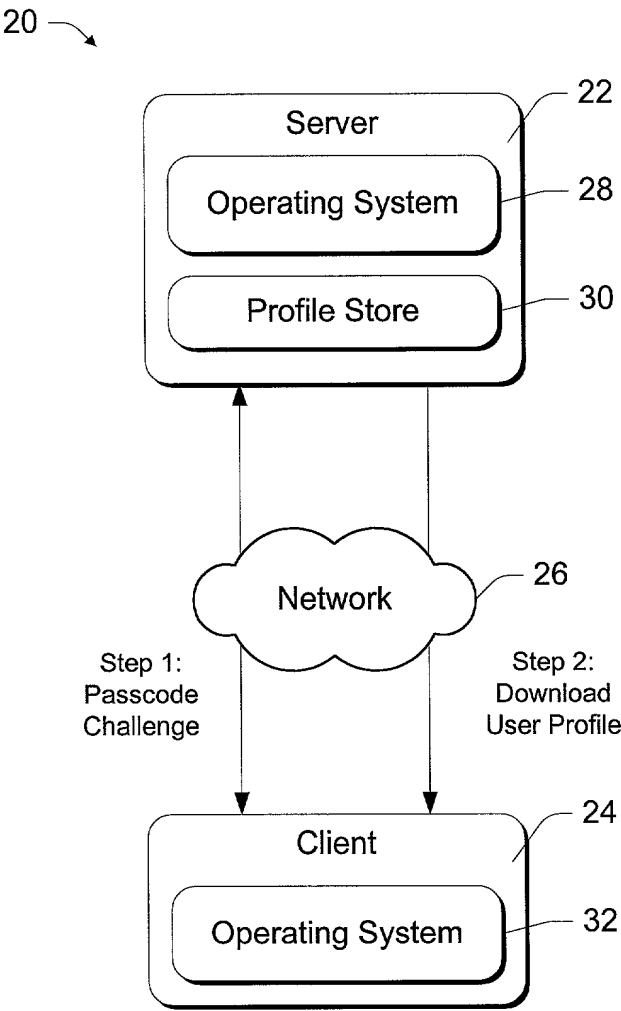 20
22
Server
Operating System
28
Profile Store
30
Network
26
Step 1:
Passcode
Challenge
Step 2:
Download
User Profile
24
Client
Operating System
32